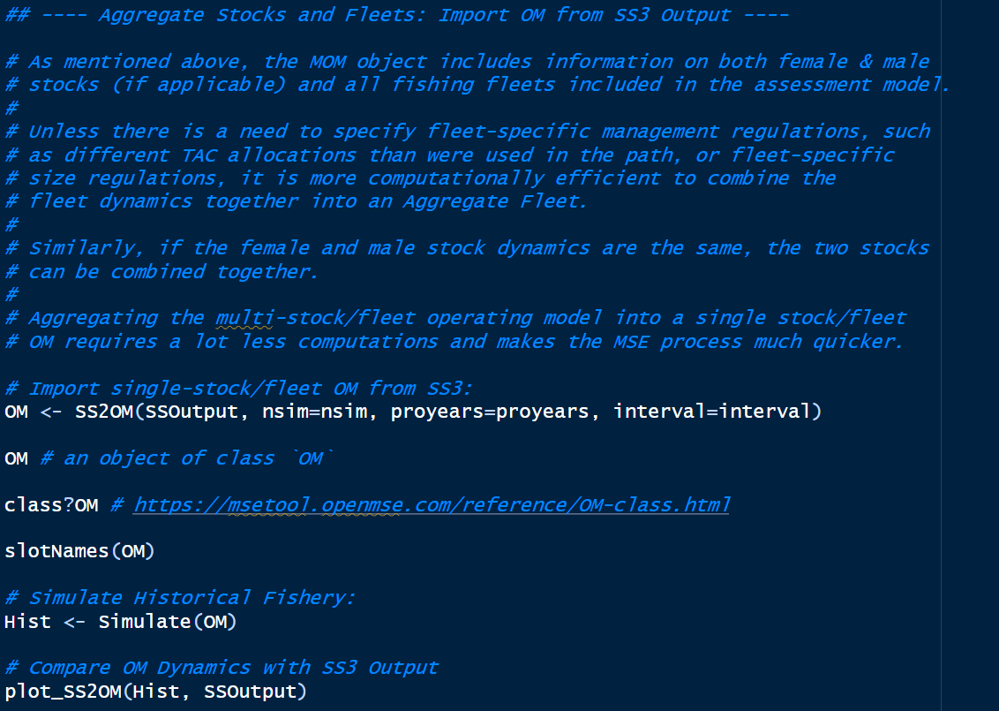 ## ---- Aggregate Stocks and Fleets: Import OM from SS3 Output ----
# As mentioned above, the MOM object includes information on both female & male
# stocks (if applicable) and all fishing fleets included in the assessment model.
#
# Unless there is a need to specify fleet-specific management regulations, such
# as different TAC allocations than were used in the path, or fleet-specific
# size regulations, it is more computationally efficient to combine the
# fleet dynamics together into an Aggregate Fleet.
#
# Similarly, if the female and male stock dynamics are the same, the two stocks
# can be combined together.
#
# Aggregating the multi-stock/fleet operating model into a single stock/fleet
# OM requires a lot less computations and makes the MSE process much quicker.
# Import single-stock/fleet OM from SS3:
OM <- SS2OM(SSOutput, nsim=nsim, proyears=proyears, interval=interval)
OM # an object of class `OM`
class?OM # https://msetool.openmse.com/reference/OM-class.html
slotNames(OM)
# Simulate Historical Fishery:
Hist <- Simulate(OM)
# Compare OM Dynamics with SS3 Output
plot_SS2OM(Hist, SSOutput)